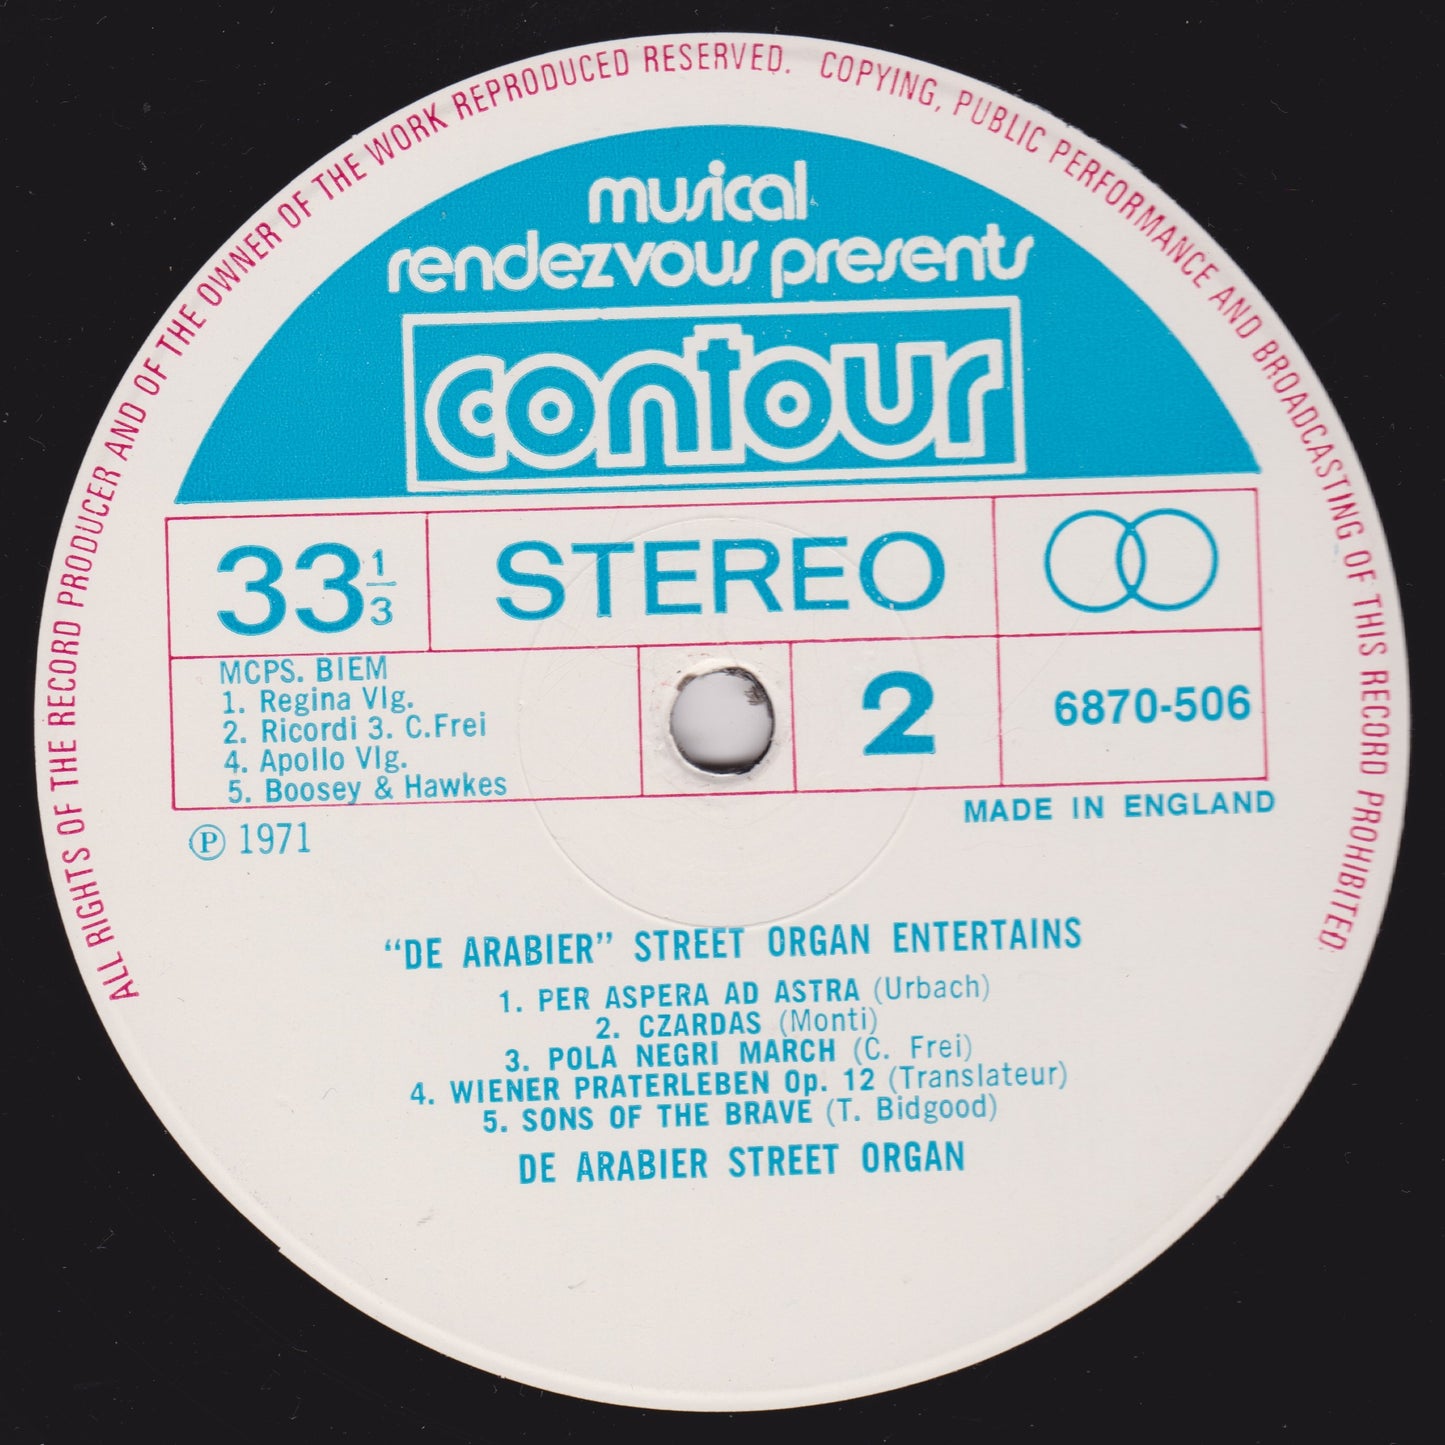 ALL RIGHTS OF THE RECORD PRODUCER AND OF THE OWNER OF THE WORK REPRODUCED RESERVED. COPYING, PUBLIC PERFORMANCE AND BROADCASTING OF THIS RECORD PROHIBITED.
musical
rendezvous presents
contour
33 1/3 STEREO
MCPS. BIEM
1. Regina Vlg.
2. Ricordi 3. C.Frei
4. Apollo Vlg.
5. Boosey & Hawkes
2
6870-506
MADE IN ENGLAND
Ⓟ 1971
“DE ARABIER” STREET ORGAN ENTERTAINS
1. PER ASPERA AD ASTRA (Urbach)
2. CZARDAS (Monti)
3. POLA NEGRI MARCH (C. Frei)
4. WIENER PRATERLEBEN Op. 12 (Translateur)
5. SONS OF THE BRAVE (T. Bidgood)
DE ARABIER STREET ORGAN